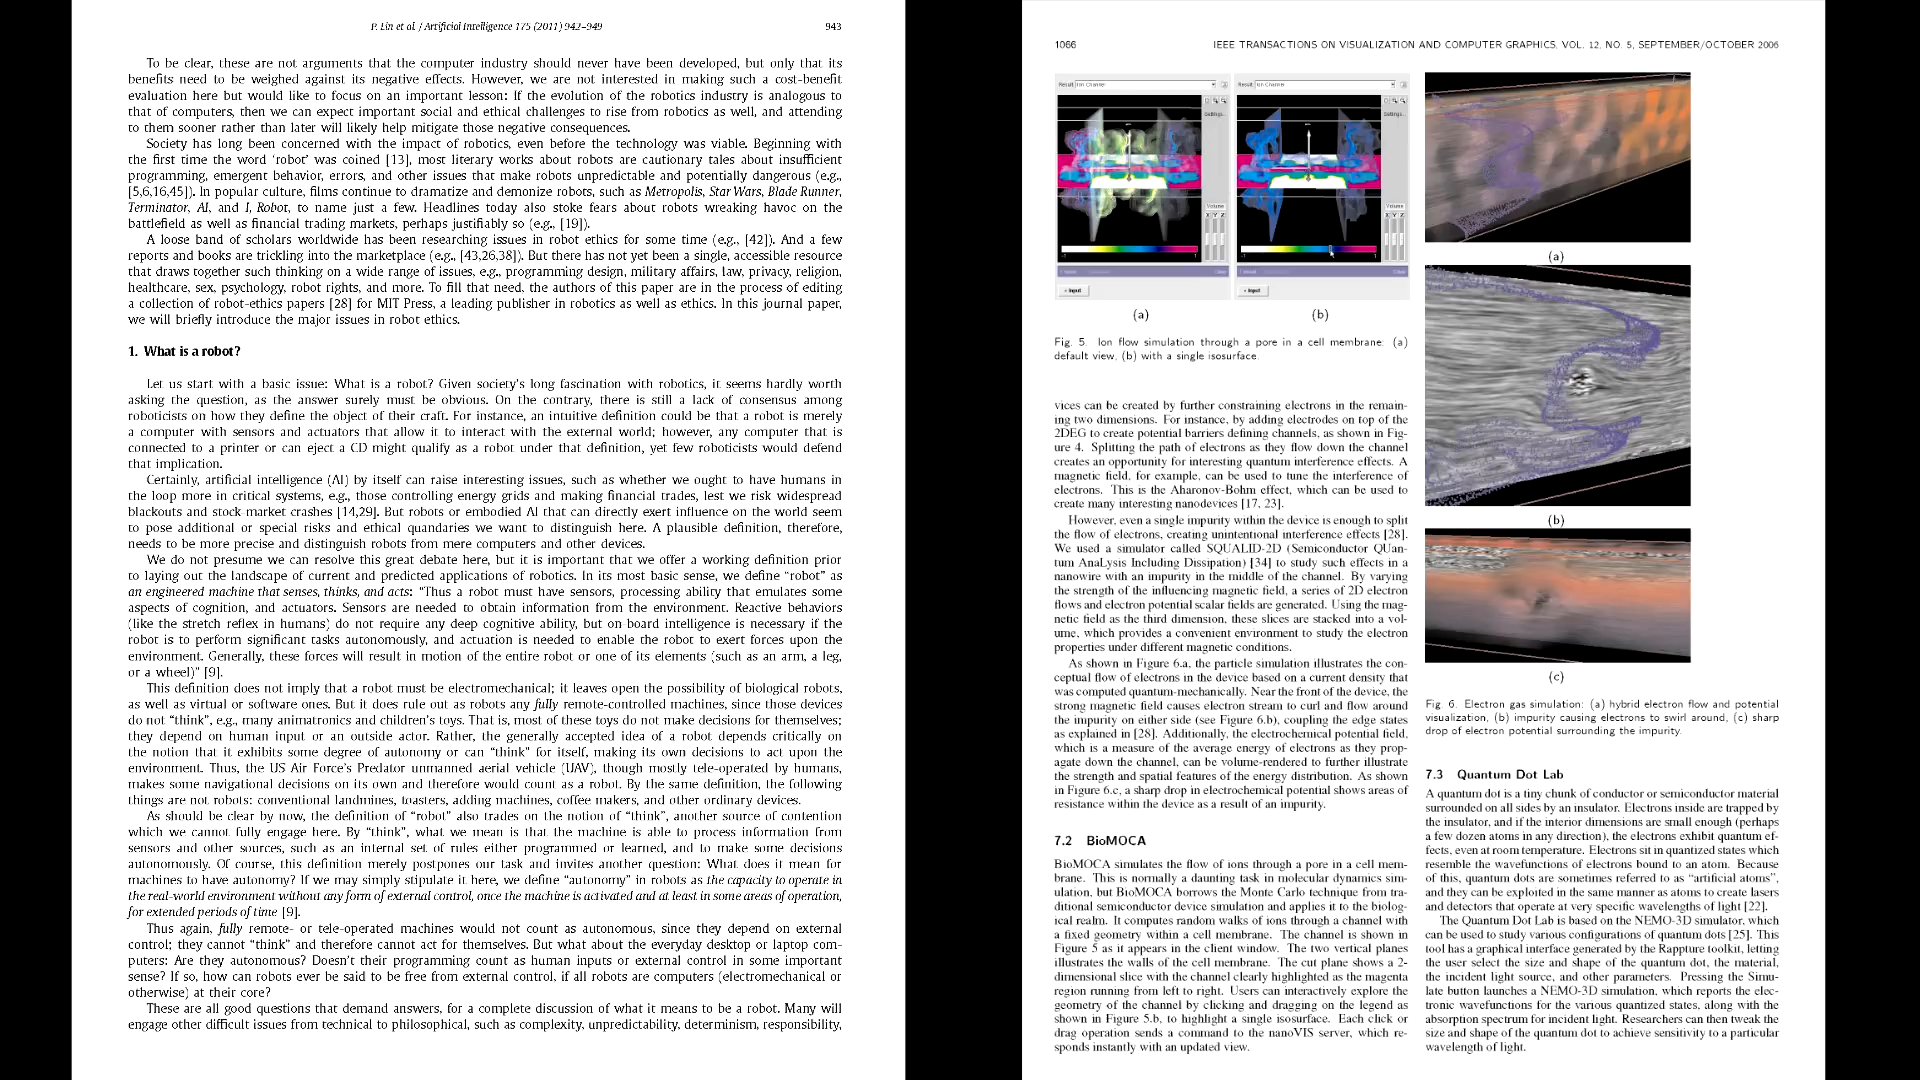 P. Lin et al. / Artificial Intelligence 175 (2011) 942–949
943
To be clear, these are not arguments that the computer industry should never have been developed, but only that its
benefits need to be weighed against its negative effects. However, we are not interested in making such a cost-benefit
evaluation here but would like to focus on an important lesson: If the evolution of the robotics industry is analogous to
that of computers, then we can expect important social and ethical challenges to rise from robotics as well, and attending
to them sooner rather than later will likely help mitigate those negative consequences.
Society has long been concerned with the impact of robotics, even before the technology was viable. Beginning with
the first time the word ‘robot’ was coined [13], most literary works about robots are cautionary tales about insufficient
programming, emergent behavior, errors, and other issues that make robots unpredictable and potentially dangerous (e.g.,
[5,6,16,45]). In popular culture, films continue to dramatize and demonize robots, such as Metropolis, Star Wars, Blade Runner,
Terminator, AI, and I, Robot, to name just a few. Headlines today also stoke fears about robots wreaking havoc on the
battlefield as well as financial trading markets, perhaps justifiably so (e.g., [19]).
A loose band of scholars worldwide has been researching issues in robot ethics for some time (e.g., [42]). And a few
reports and books are trickling into the marketplace (e.g., [43,26,38]). But there has not yet been a single, accessible resource
that draws together such thinking on a wide range of issues, e.g., programming design, military affairs, law, privacy, religion,
healthcare, sex, psychology, robot rights, and more. To fill that need, the authors of this paper are in the process of editing
a collection of robot-ethics papers [28] for MIT Press, a leading publisher in robotics as well as ethics. In this journal paper,
we will briefly introduce the major issues in robot ethics.
1. What is a robot?
Let us start with a basic issue: What is a robot? Given society’s long fascination with robotics, it seems hardly worth
asking the question, as the answer surely must be obvious. On the contrary, there is still a lack of consensus among
roboticists on how they define the object of their craft. For instance, an intuitive definition could be that a robot is merely
a computer with sensors and actuators that allow it to interact with the external world; however, any computer that is
connected to a printer or can eject a CD might qualify as a robot under that definition, yet few roboticists would defend
that implication.
Certainly, artificial intelligence (AI) by itself can raise interesting issues, such as whether we ought to have humans in
the loop more in critical systems, e.g., those controlling energy grids and making financial trades, lest we risk widespread
blackouts and stock-market crashes [14,29]. But robots or embodied AI that can directly exert influence on the world seem
to pose additional or special risks and ethical quandaries we want to distinguish here. A plausible definition, therefore,
needs to be more precise and distinguish robots from mere computers and other devices.
We do not presume we can resolve this great debate here, but it is important that we offer a working definition prior
to laying out the landscape of current and predicted applications of robotics. In its most basic sense, we define “robot” as
an engineered machine that senses, thinks, and acts: “Thus a robot must have sensors, processing ability that emulates some
aspects of cognition, and actuators. Sensors are needed to obtain information from the environment. Reactive behaviors
(like the stretch reflex in humans) do not require any deep cognitive ability, but on-board intelligence is necessary if the
robot is to perform significant tasks autonomously, and actuation is needed to enable the robot to exert forces upon the
environment. Generally, these forces will result in motion of the entire robot or one of its elements (such as an arm, a leg,
or a wheel)” [9].
This definition does not imply that a robot must be electromechanical; it leaves open the possibility of biological robots,
as well as virtual or software ones. But it does rule out as robots any fully remote-controlled machines, since those devices
do not “think”, e.g., many animatronics and children’s toys. That is, most of these toys do not make decisions for themselves;
they depend on human input or an outside actor. Rather, the generally accepted idea of a robot depends critically on
the notion that it exhibits some degree of autonomy or can “think” for itself, making its own decisions to act upon the
environment. Thus, the US Air Force’s Predator unmanned aerial vehicle (UAV), though mostly tele-operated by humans,
makes some navigational decisions on its own and therefore would count as a robot. By the same definition, the following
things are not robots: conventional landmines, toasters, adding machines, coffee makers, and other ordinary devices.
As should be clear by now, the definition of “robot” also trades on the notion of “think”, another source of contention
which we cannot fully engage here. By “think”, what we mean is that the machine is able to process information from
sensors and other sources, such as an internal set of rules either programmed or learned, and to make some decisions
autonomously. Of course, this definition merely postpones our task and invites another question: What does it mean for
machines to have autonomy? If we may simply stipulate it here, we define “autonomy” in robots as the capacity to operate in
the real-world environment without any form of external control, once the machine is activated and at least in some areas of operation,
for extended periods of time [9].
Thus again, fully remote- or tele-operated machines would not count as autonomous, since they depend on external
control; they cannot “think” and therefore cannot act for themselves. But what about the everyday desktop or laptop com-
puters: Are they autonomous? Doesn’t their programming count as human inputs or external control in some important
sense? If so, how can robots ever be said to be free from external control, if all robots are computers (electromechanical or
otherwise) at their core?
These are all good questions that demand answers, for a complete discussion of what it means to be a robot. Many will
engage other difficult issues from technical to philosophical, such as complexity, unpredictability, determinism, responsibility,
1066
IEEE TRANSACTIONS ON VISUALIZATION AND COMPUTER GRAPHICS, VOL. 12, NO. 5, SEPTEMBER/OCTOBER 2006
Result Ion Channel
Settings...
Volume
X Y Z
+ Input
Result Ion Channel
Settings...
Volume
X Y Z
+ Input
(a)
(b)
Fig. 5. Ion flow simulation through a pore in a cell membrane: (a)
default view, (b) with a single isosurface.
vices can be created by further constraining electrons in the remain-
ing two dimensions. For instance, by adding electrodes on top of the
2DEG to create potential barriers defining channels, as shown in Fig-
ure 4. Splitting the path of electrons as they flow down the channel
creates an opportunity for interesting quantum interference effects. A
magnetic field, for example, can be used to tune the interference of
electrons. This is the Aharonov-Bohm effect, which can be used to
create many interesting nanodevices [17, 23].
However, even a single impurity within the device is enough to split
the flow of electrons, creating unintentional interference effects [28].
We used a simulator called SQUALID-2D (Semiconductor QUan-
tum AnaLysis Including Dissipation) [34] to study such effects in a
nanowire with an impurity in the middle of the channel. By varying
the strength of the influencing magnetic field, a series of 2D electron
flows and electron potential scalar fields are generated. Using the mag-
netic field as the third dimension, these slices are stacked into a vol-
ume, which provides a convenient environment to study the electron
properties under different magnetic conditions.
As shown in Figure 6.a, the particle simulation illustrates the con-
ceptual flow of electrons in the device based on a current density that
was computed quantum-mechanically. Near the front of the device, the
strong magnetic field causes electron stream to curl and flow around
the impurity on either side (see Figure 6.b), coupling the edge states
as explained in [28]. Additionally, the electrochemical potential field,
which is a measure of the average energy of electrons as they prop-
agate down the channel, can be volume-rendered to further illustrate
the strength and spatial features of the energy distribution. As shown
in Figure 6.c, a sharp drop in electrochemical potential shows areas of
resistance within the device as a result of an impurity.
7.2 BioMOCA
BioMOCA simulates the flow of ions through a pore in a cell mem-
brane. This is normally a daunting task in molecular dynamics sim-
ulation, but BioMOCA borrows the Monte Carlo technique from tra-
ditional semiconductor device simulation and applies it to the biolog-
ical realm. It computes random walks of ions through a channel with
a fixed geometry within a cell membrane. The channel is shown in
Figure 5 as it appears in the client window. The two vertical planes
illustrates the walls of the cell membrane. The cut plane shows a 2-
dimensional slice with the channel clearly highlighted as the magenta
region running from left to right. Users can interactively explore the
geometry of the channel by clicking and dragging on the legend as
shown in Figure 5.b, to highlight a single isosurface. Each click or
drag operation sends a command to the nanoVIS server, which re-
sponds instantly with an updated view.
(a)
(b)
(c)
Fig. 6. Electron gas simulation: (a) hybrid electron flow and potential
visualization, (b) impurity causing electrons to swirl around, (c) sharp
drop of electron potential surrounding the impurity.
7.3 Quantum Dot Lab
A quantum dot is a tiny chunk of conductor or semiconductor material
surrounded on all sides by an insulator. Electrons inside are trapped by
the insulator, and if the interior dimensions are small enough (perhaps
a few dozen atoms in any direction), the electrons exhibit quantum ef-
fects, even at room temperature. Electrons sit in quantized states which
resemble the wavefunctions of electrons bound to an atom. Because
of this, quantum dots are sometimes referred to as “artificial atoms”,
and they can be exploited in the same manner as atoms to create lasers
and detectors that operate at very specific wavelengths of light [22].
The Quantum Dot Lab is based on the NEMO-3D simulator, which
can be used to study various configurations of quantum dots [25]. This
tool has a graphical interface generated by the Rappture toolkit, letting
the user select the size and shape of the quantum dot, the material,
the incident light source, and other parameters. Pressing the Simu-
late button launches a NEMO-3D simulation, which reports the elec-
tronic wavefunctions for the various quantized states, along with the
absorption spectrum for incident light. Researchers can then tweak the
size and shape of the quantum dot to achieve sensitivity to a particular
wavelength of light.